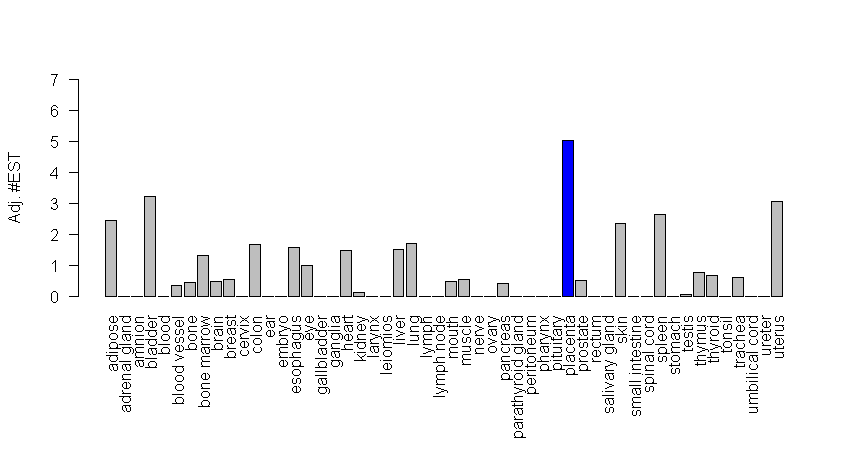 7
6
5
4
3
2
1
0
Adj. #EST
adipose
adrenal gland
amnion
bladder
blood
blood vessel
bone
bone marrow
brain
breast
cervix
colon
ear
embryo
esophagus
eye
gallbladder
ganglia
heart
kidney
larynx
leiomios
liver
lung
lymph
lymph node
mouth
muscle
nerve
ovary
pancreas
parathyroid gland
peritoneum
pharynx
pituitary
placenta
prostate
rectum
salivary gland
skin
small intestine
spinal cord
spleen
stomach
testis
thymus
thyroid
tonsil
trachea
umbilical cord
ureter
uterus